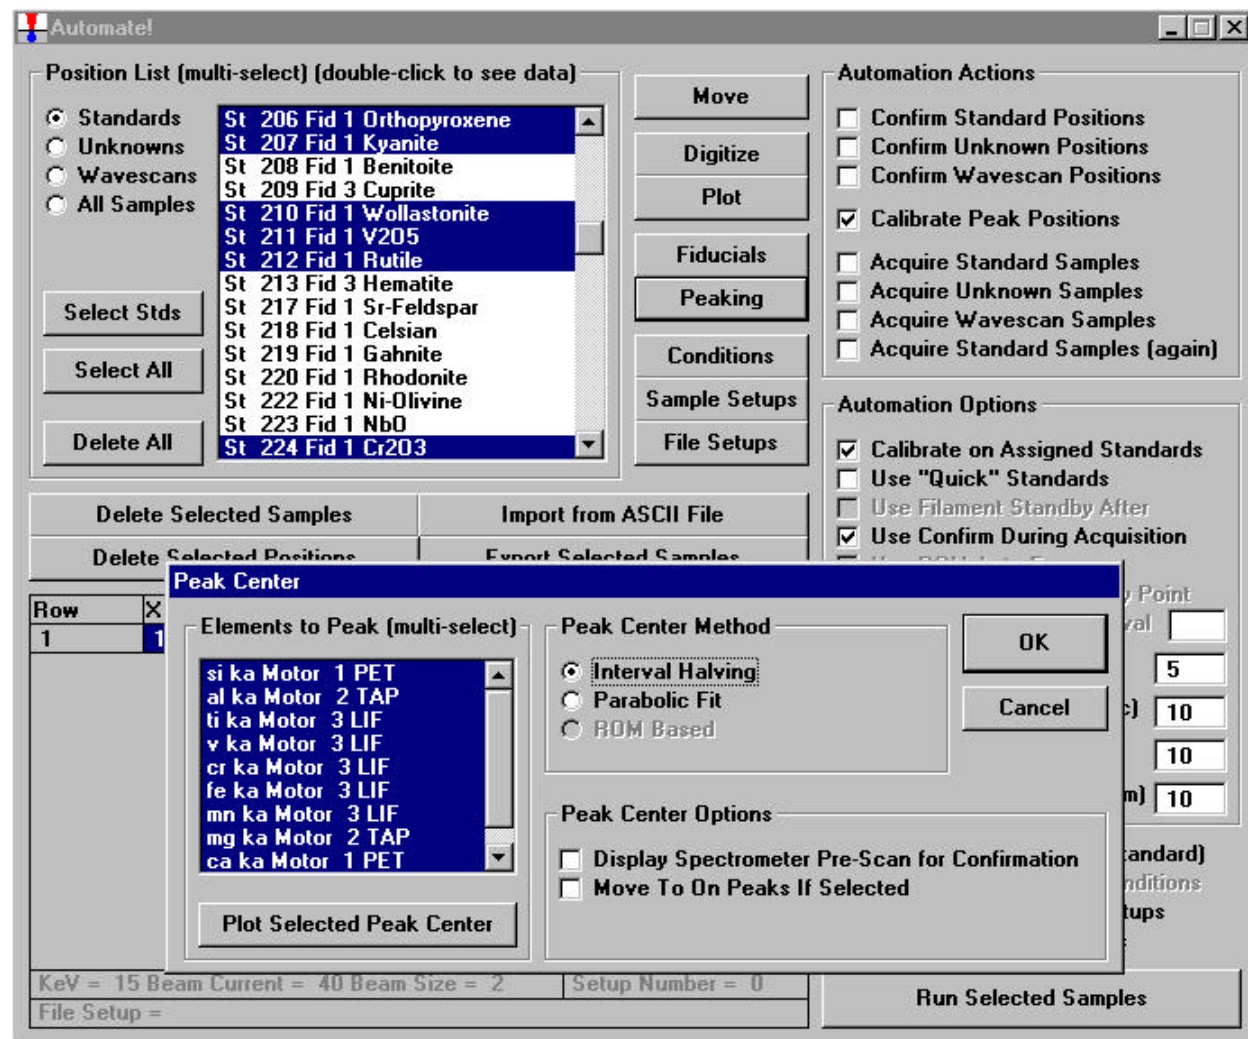 Automate!
Position List (multi-select) (double-click to see data)
Standards
Unknowns
Wavescans
All Samples
Select Stds
Select All
Delete All
St 206 Fid 1 Orthopyroxene
St 207 Fid 1 Kyanite
St 208 Fid 1 Benitoite
St 209 Fid 3 Cuprite
St 210 Fid 1 Wollastonite
St 211 Fid 1 V2O5
St 212 Fid 1 Rutile
St 213 Fid 3 Hematite
St 217 Fid 1 Sr-Feldspar
St 218 Fid 1 Celsian
St 219 Fid 1 Gahnite
St 220 Fid 1 Rhodonite
St 222 Fid 1 Ni-Olivine
St 223 Fid 1 NbO
St 224 Fid 1 Cr2O3
Move
Digitize
Plot
Fiducials
Peaking
Conditions
Sample Setups
File Setups
Automation Actions
Confirm Standard Positions
Confirm Unknown Positions
Confirm Wavescan Positions
Calibrate Peak Positions
Acquire Standard Samples
Acquire Unknown Samples
Acquire Wavescan Samples
Acquire Standard Samples (again)
Automation Options
Calibrate on Assigned Standards
Use "Quick" Standards
Use Filament Standby After
Use Confirm During Acquisition
y Point
val
5
c) 10
10
m) 10
andard)
nditions
tups
Delete Selected Samples
Import from ASCII File
Delete Selected Positions
Export Selected Samples
Row X
1 1
Peak Center
Elements to Peak (multi-select)
si ka Motor 1 PET
al ka Motor 2 TAP
ti ka Motor 3 LIF
v ka Motor 3 LIF
cr ka Motor 3 LIF
fe ka Motor 3 LIF
mn ka Motor 3 LIF
mg ka Motor 2 TAP
ca ka Motor 1 PET
Plot Selected Peak Center
Peak Center Method
Interval Halving
Parabolic Fit
ROM Based
OK
Cancel
Peak Center Options
Display Spectrometer Pre-Scan for Confirmation
Move To On Peaks If Selected
KeV = 15 Beam Current = 40 Beam Size = 2
Setup Number = 0
File Setup =
Run Selected Samples